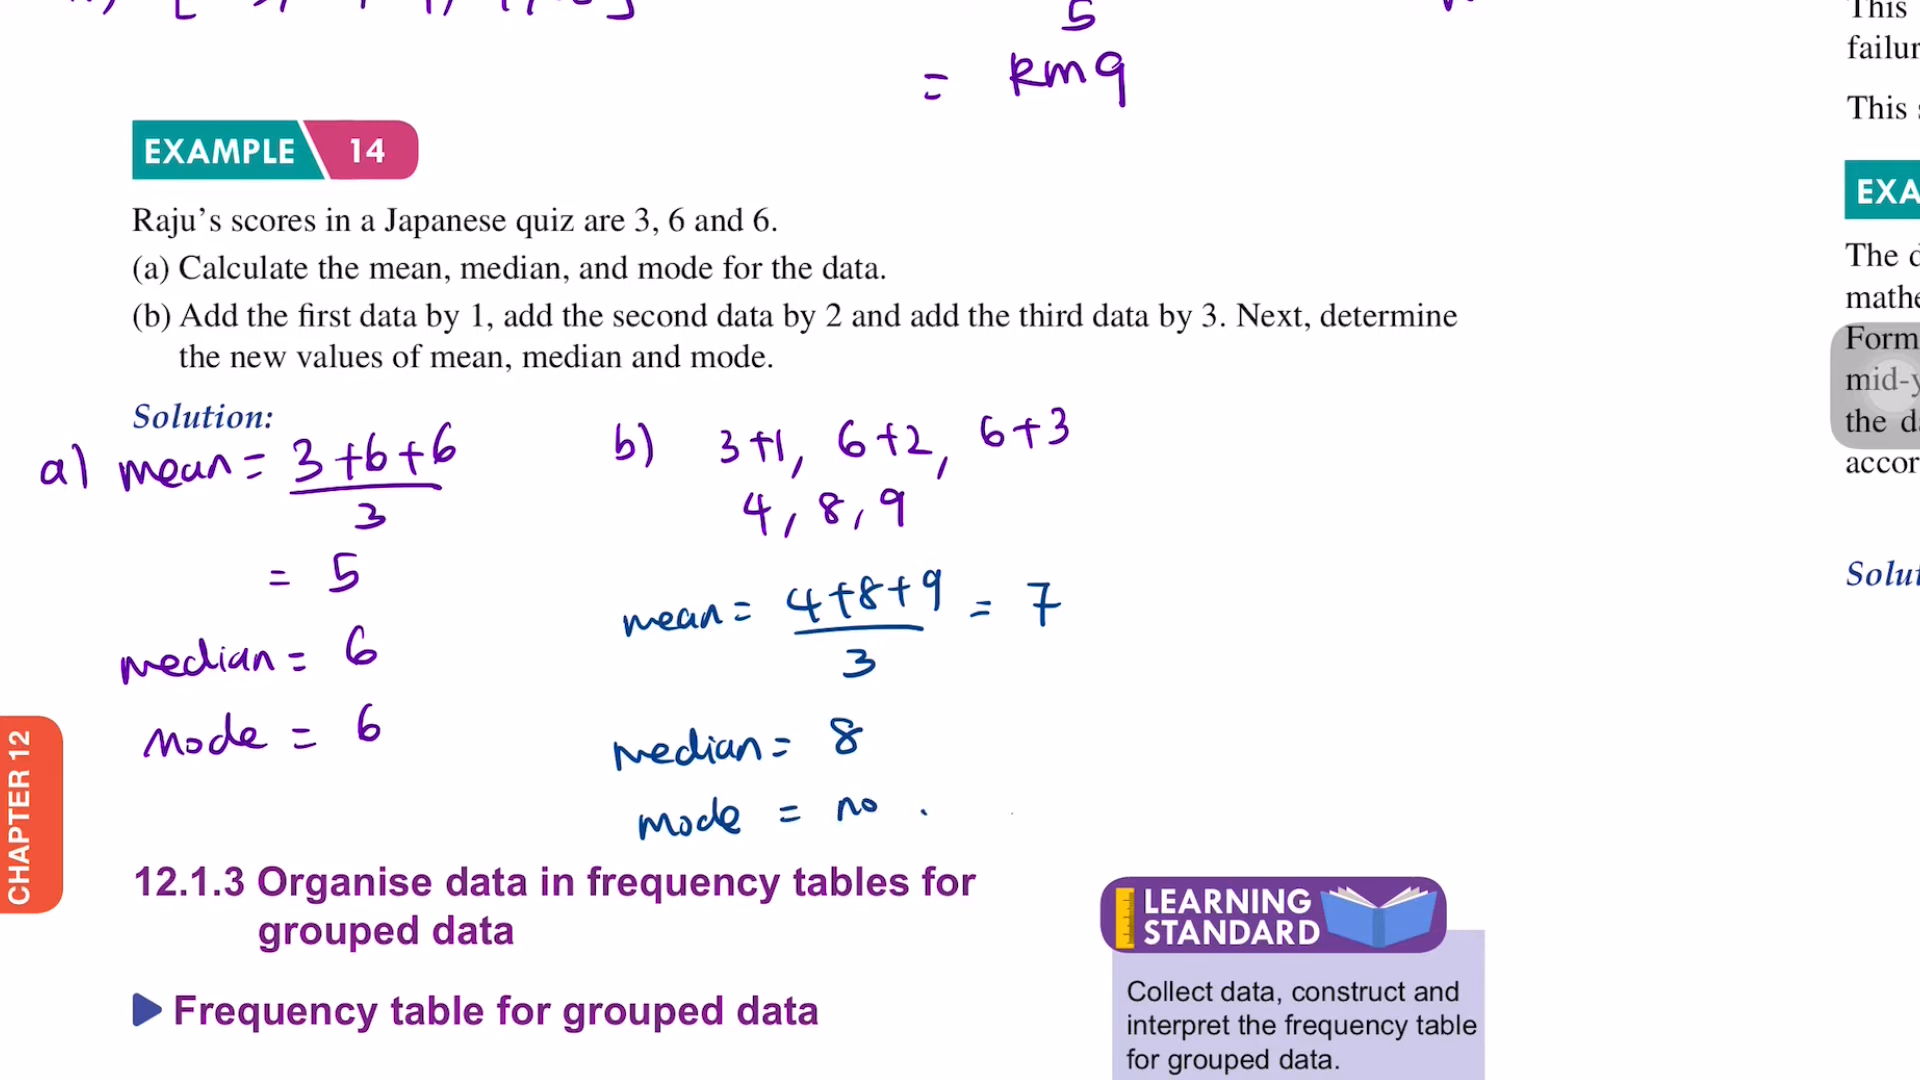 5
= RM9
EXAMPLE 14
Raju's scores in a Japanese quiz are 3, 6 and 6.
(a) Calculate the mean, median, and mode for the data.
(b) Add the first data by 1, add the second data by 2 and add the third data by 3. Next, determine
the new values of mean, median and mode.
Solution:
a) mean = 3+6+6
3
= 5
median = 6
mode = 6
b) 3+1, 6+2, 6+3
4, 8, 9
mean = 4+8+9 = 7
3
median = 8
mode = no .
CHAPTER 12
12.1.3 Organise data in frequency tables for
grouped data
Frequency table for grouped data
LEARNING
STANDARD
Collect data, construct and
interpret the frequency table
for grouped data.
This
failur
This
EXA
The d
mathe
Form
mid-y
the d
accor
Solut